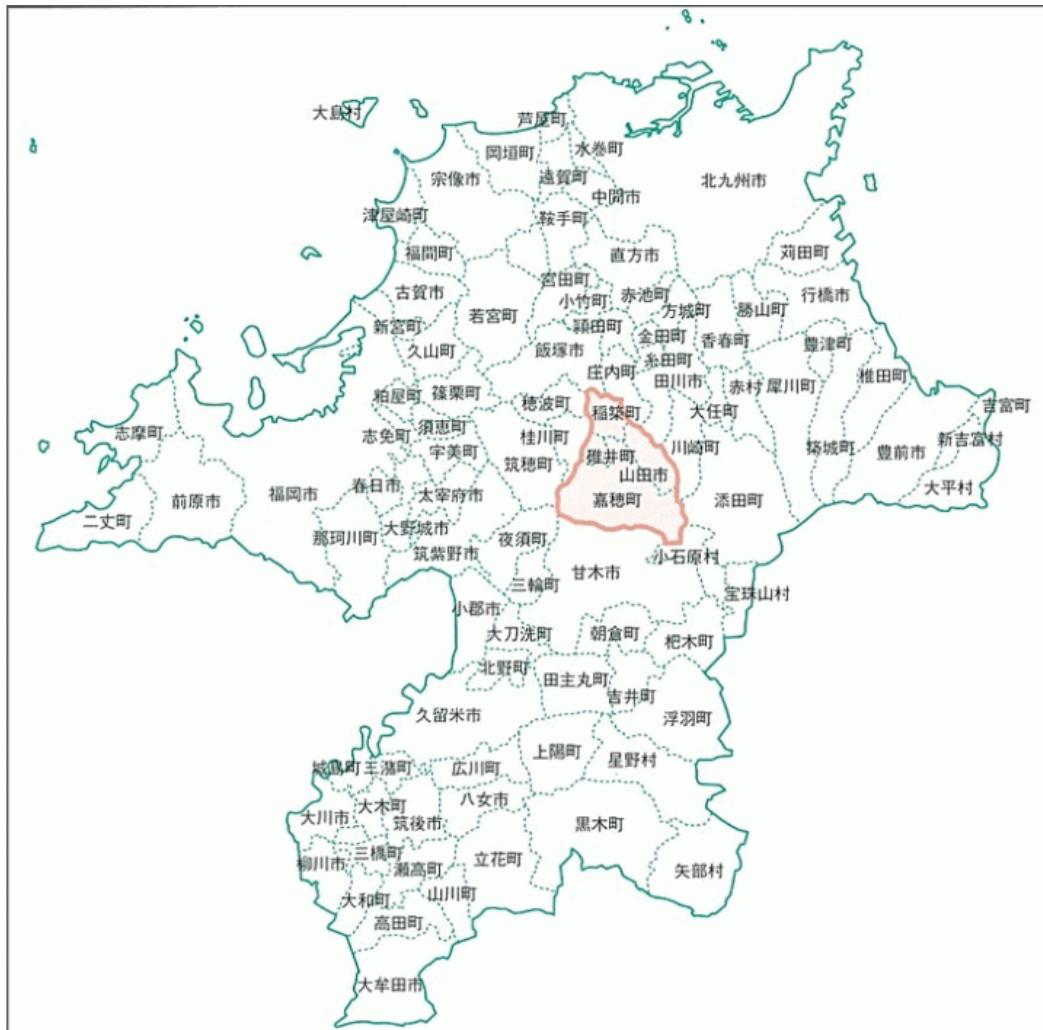 大島村
芦屋町
岡垣町
水巻町
宗像市
遠賀町
北九州市
中間市
津屋崎町
鞍手町
福間町
直方市
苅田町
宮田町
古賀市
小竹町
赤池町
行橋市
方城町
勝山町
新宮町
若宮町
頴田町
金田町
香春町
豊津町
久山町
飯塚市
糸田町
庄内町
田川市
椎田町
粕屋町
篠栗町
赤村
犀川町
穂波町
稲築町
大任町
吉富町
志摩町
志免町
須恵町
桂川町
川崎町
新吉富村
宇美町
碓井町
築城町
豊前市
筑穂町
山田市
春日市
太宰府市
大平村
福岡市
前原市
嘉穂町
添田町
二丈町
大野城市
那珂川町
夜須町
筑紫野市
小石原村
甘木市
三輪町
宝珠山村
小郡市
大刀洗町
朝倉町
杷木町
北野町
田主丸町
吉井町
久留米市
浮羽町
上陽町
星野村
城島町
三潴町
広川町
八女市
大木町
大川市
筑後市
黒木町
三橋町
柳川市
瀬高町
立花町
矢部村
山川町
大和町
高田町
大牟田市